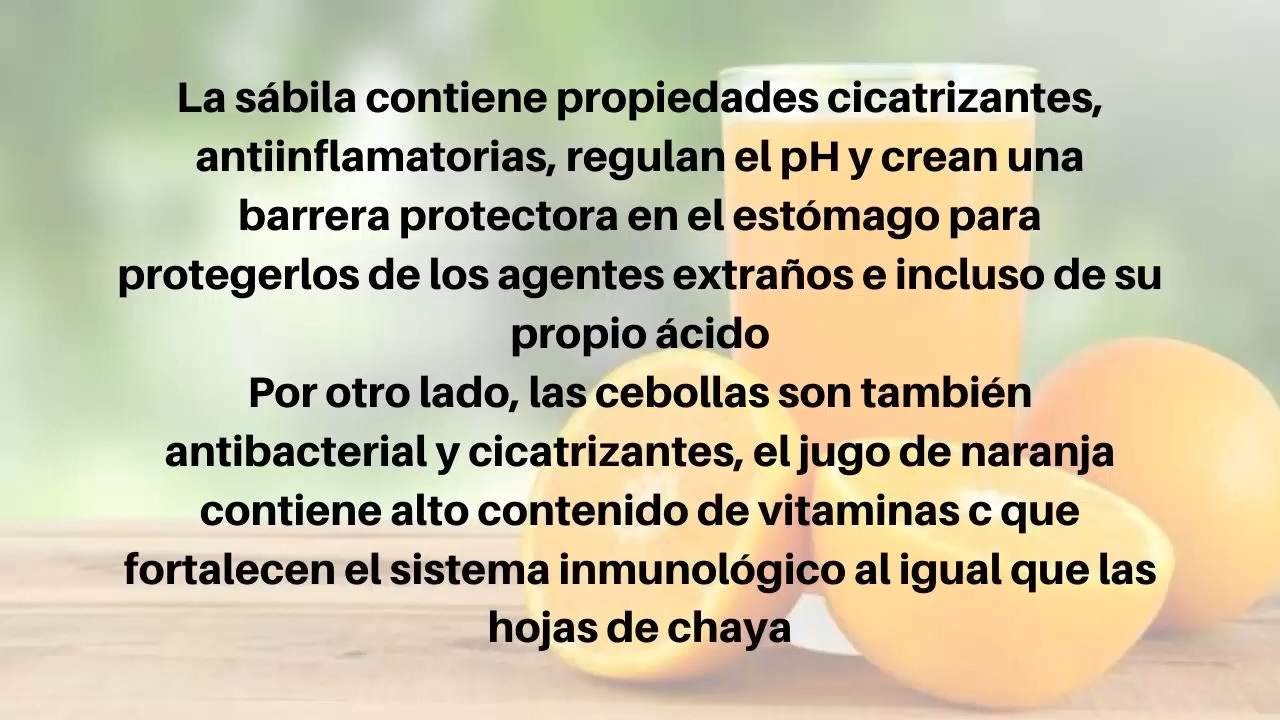 La sábila contiene propiedades cicatrizantes,
antiinflamatorias, regulan el pH y crean una
barrera protectora en el estómago para
protegerlos de los agentes extraños e incluso de su
propio ácido
Por otro lado, las cebollas son también
antibacterial y cicatrizantes, el jugo de naranja
contiene alto contenido de vitaminas c que
fortalecen el sistema inmunológico al igual que las
hojas de chaya